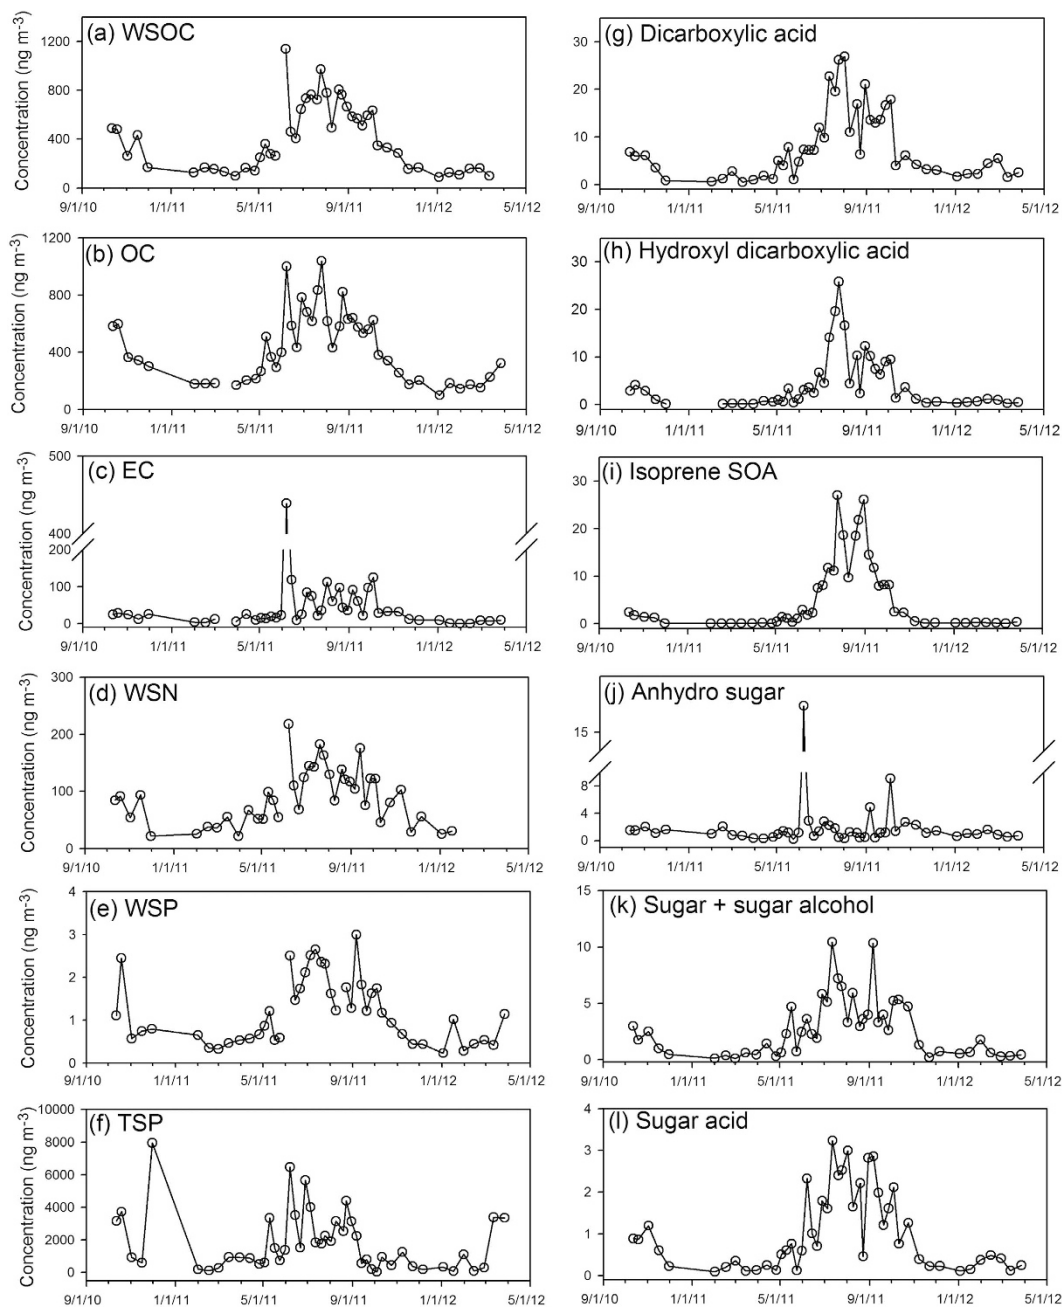 (a) WSOC
Concentration (ng m-3)
1200
800
400
0
9/1/10 1/1/11 5/1/11 9/1/11 1/1/12 5/1/12
(g) Dicarboxylic acid
30
20
10
0
9/1/10 1/1/11 5/1/11 9/1/11 1/1/12 5/1/12
(b) OC
Concentration (ng m-3)
1200
800
400
0
9/1/10 1/1/11 5/1/11 9/1/11 1/1/12 5/1/12
(h) Hydroxyl dicarboxylic acid
30
20
10
0
9/1/10 1/1/11 5/1/11 9/1/11 1/1/12 5/1/12
(c) EC
Concentration (ng m-3)
500
400
200
100
0
9/1/10 1/1/11 5/1/11 9/1/11 1/1/12 5/1/12
(i) Isoprene SOA
30
20
10
0
9/1/10 1/1/11 5/1/11 9/1/11 1/1/12 5/1/12
(d) WSN
Concentration (ng m-3)
300
200
100
0
9/1/10 1/1/11 5/1/11 9/1/11 1/1/12 5/1/12
(j) Anhydro sugar
15
8
4
0
9/1/10 1/1/11 5/1/11 9/1/11 1/1/12 5/1/12
(e) WSP
Concentration (ng m-3)
4
3
2
1
0
9/1/10 1/1/11 5/1/11 9/1/11 1/1/12 5/1/12
(k) Sugar + sugar alcohol
15
10
5
0
9/1/10 1/1/11 5/1/11 9/1/11 1/1/12 5/1/12
(f) TSP
Concentration (ng m-3)
10000
8000
6000
4000
2000
0
9/1/10 1/1/11 5/1/11 9/1/11 1/1/12 5/1/12
(l) Sugar acid
4
3
2
1
0
9/1/10 1/1/11 5/1/11 9/1/11 1/1/12 5/1/12